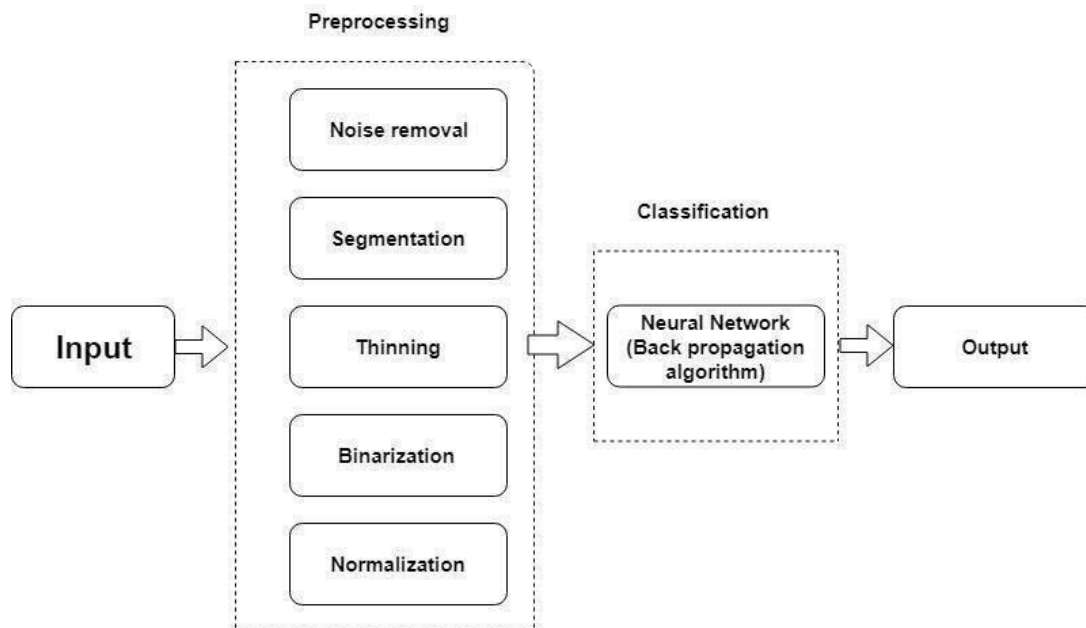 Preprocessing
Noise removal
Segmentation
Classification
Input
Thinning
Neural Network
(Back propagation
algorithm)
Output
Binarization
Normalization